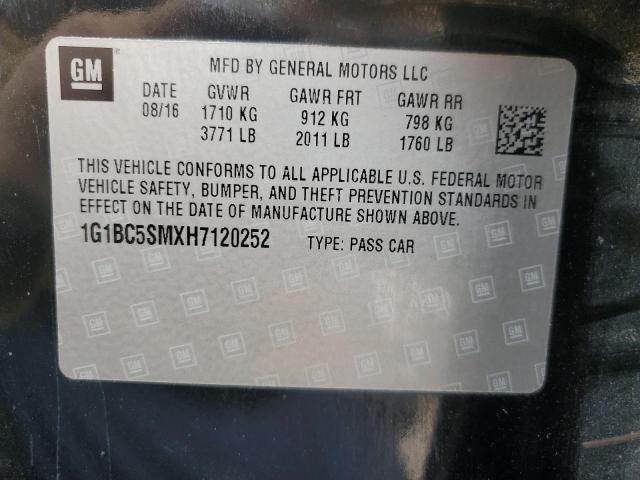 GM
MFD BY GENERAL MOTORS LLC
DATE GVWR GAWR FRT GAWR RR
08/16 1710 KG 912 KG 798 KG
3771 LB 2011 LB 1760 LB
THIS VEHICLE CONFORMS TO ALL APPLICABLE U.S. FEDERAL MOTOR
VEHICLE SAFETY, BUMPER, AND THEFT PREVENTION STANDARDS IN
EFFECT ON THE DATE OF MANUFACTURE SHOWN ABOVE.
1G1BC5SMXH7120252 TYPE: PASS CAR